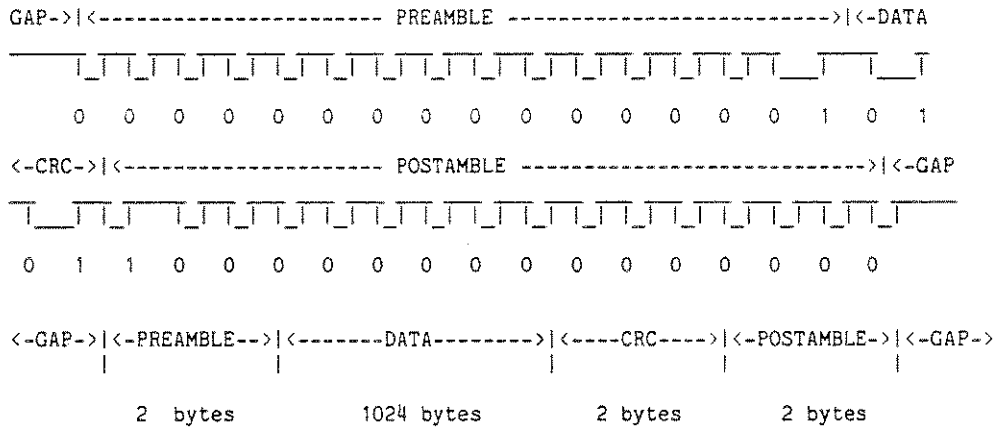 GAP->|<----------------------- PREAMBLE -------------------------->|<-DATA
0 0 0 0 0 0 0 0 0 0 0 0 0 0 0 1 0 1
<-CRC->|<-------------------- POSTAMBLE --------------------------->|<-GAP
0 1 1 0 0 0 0 0 0 0 0 0 0 0 0 0 0 0
<-GAP->|<-PREAMBLE-->|<-------DATA-------->|<----CRC---->|<-POSTAMBLE->|<-GAP->
2 bytes 1024 bytes 2 bytes 2 bytes